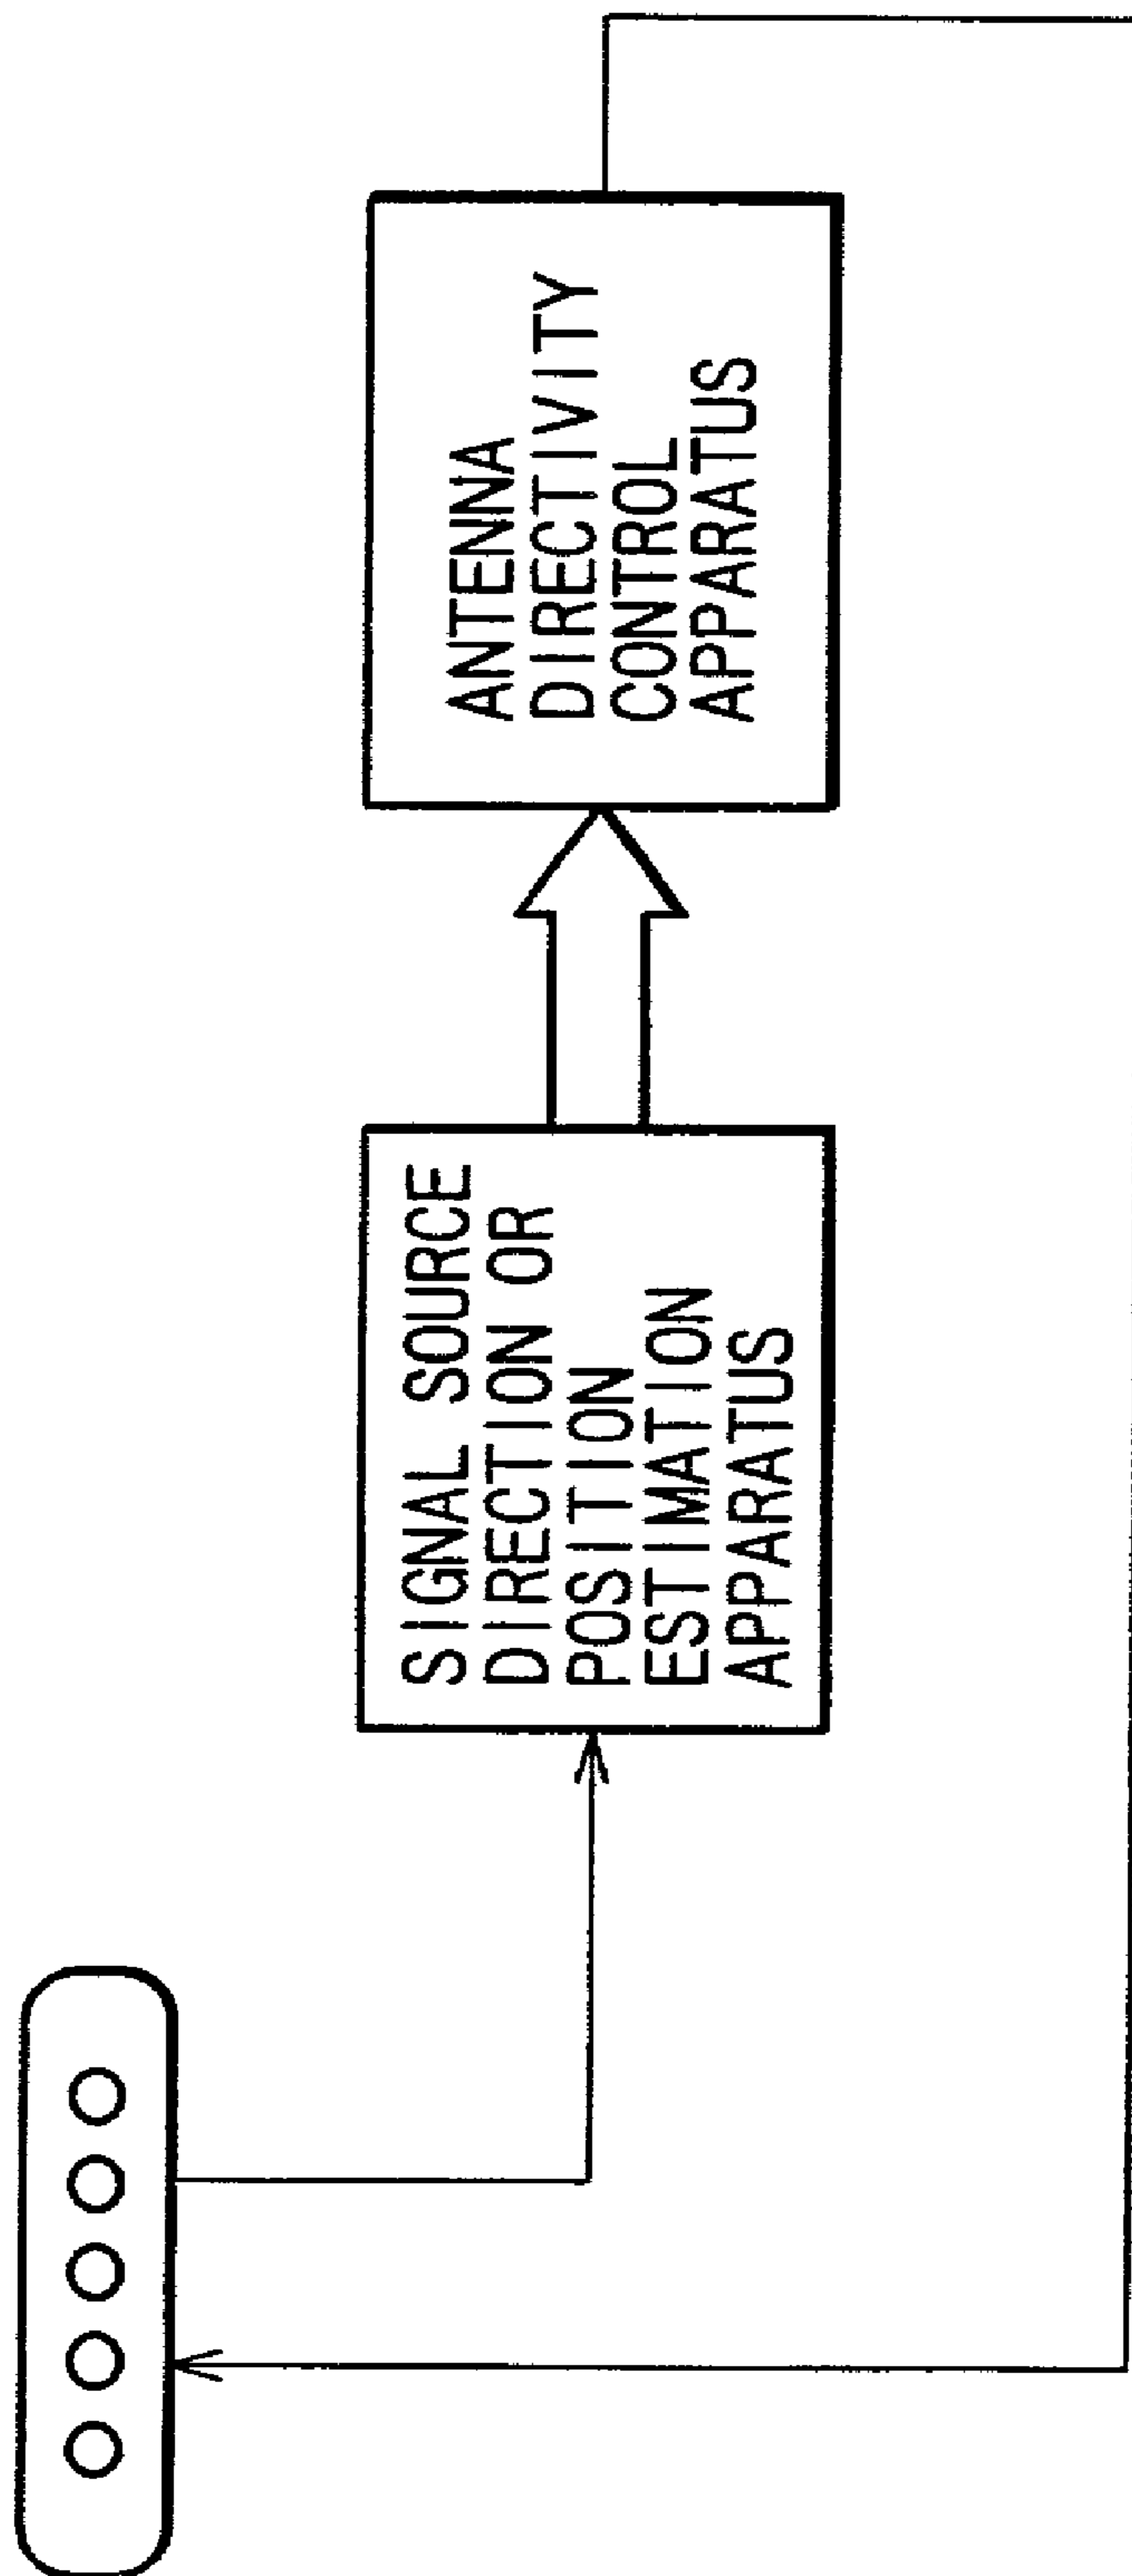 SIGNAL SOURCE
DIRECTION OR
POSITION
ESTIMATION
APPARATUS
ANTENNA
DIRECTIVITY
CONTROL
APPARATUS